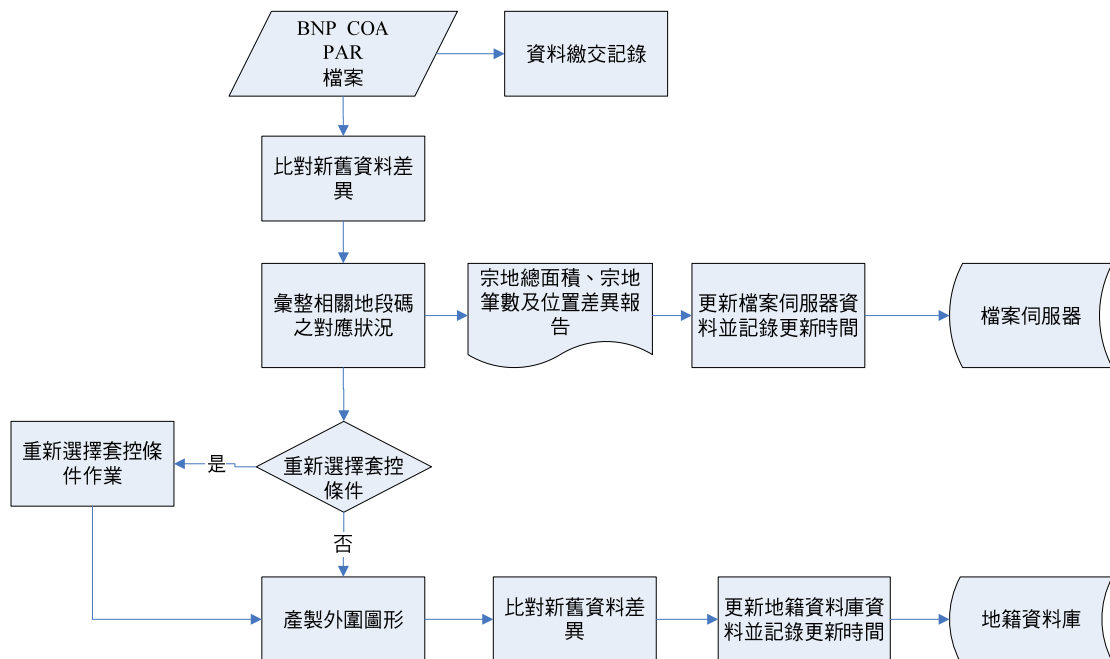 BNP COA
PAR
檔案
資料繳交記錄
比對新舊資料差
異
彙整相關地段碼
之對應狀況
宗地總面積、宗地
筆數及位置差異報
告
更新檔案伺服器資
料並記錄更新時間
檔案伺服器
重新選擇套控條
件作業
是
重新選擇套控
條件
否
產製外圍圖形
比對新舊資料差
異
更新地籍資料庫資
料並記錄更新時間
地籍資料庫